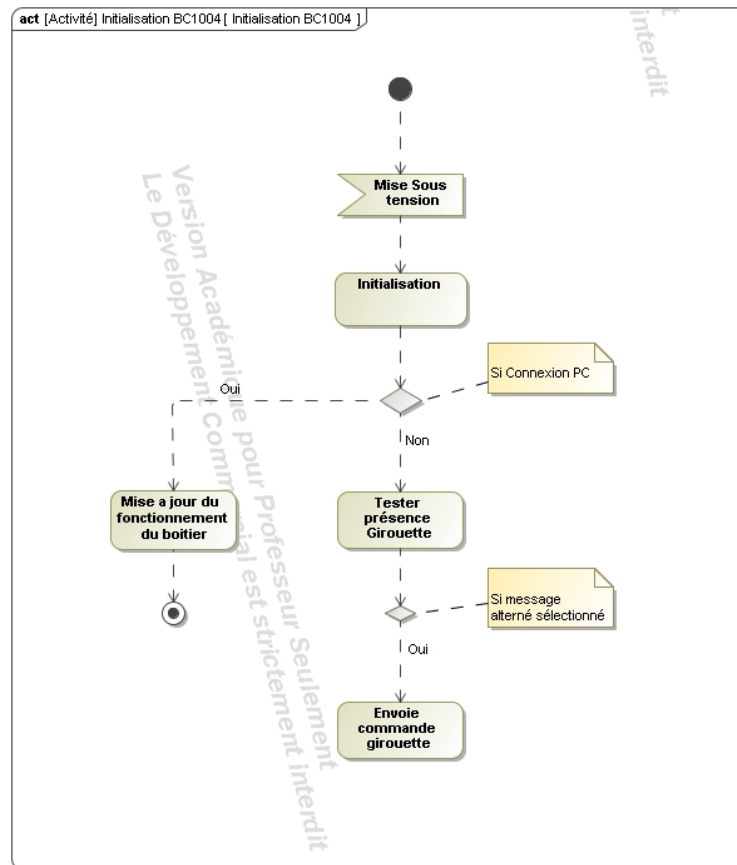 act [Activité] Initialisation BC1004 [ Initialisation BC1004 ]
interdit
Mise Sous
tension
Version Académique pour Professeur Seulement
Le Développement Commercial est strictement interdit
Initialisation
Si Connexion PC
Oui
Non
Mise a jour du
fonctionnement
du boitier
Tester
présence
Girouette
Si message
alterné sélectionné
Oui
Envoie
commande
girouette